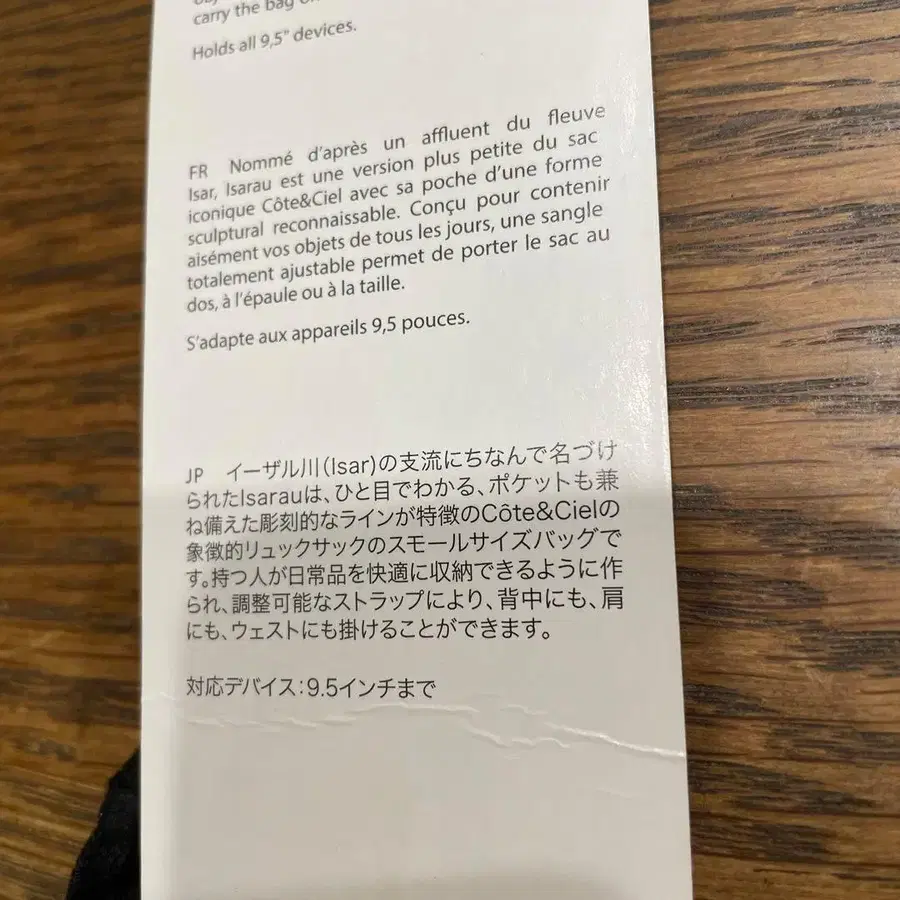 carry the bag on
Holds all 9,5" devices.
FR Nommé d'après un affluent du fleuve
Isar, Isarau est une version plus petite du sac
iconique Côte&Ciel avec sa poche d'une forme
sculptural reconnaissable. Conçu pour contenir
aisément vos objets de tous les jours, une sangle
totalement ajustable permet de porter le sac au
dos, à l'épaule ou à la taille.
S'adapte aux appareils 9,5 pouces.
JP イーザル川(Isar)の支流にちなんで名づけ
られたIsarauは、ひと目でわかる、ポケットも兼
ね備えた彫刻的なラインが特徴のCôte&Cielの
象徴的リュックサックのスモールサイズバッグで
す。持つ人が日常品を快適に収納できるように作
られ、調整可能なストラップにより、背中にも、肩
にも、ウェストにも掛けることができます。
対応デバイス：9.5インチまで